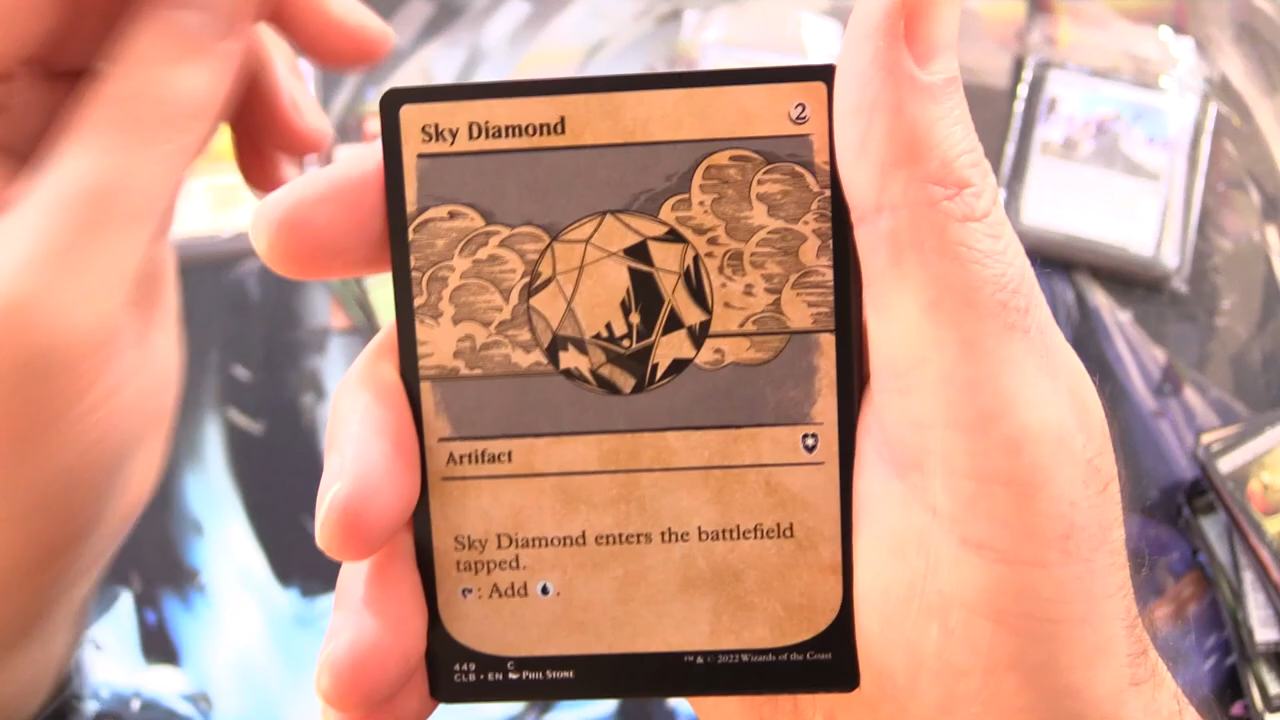 Sky Diamond
2
Artifact
Sky Diamond enters the battlefield
tapped.
: Add .
449 C
CLB • EN PHIL STONE
™ & © 2022 Wizards of the Coast